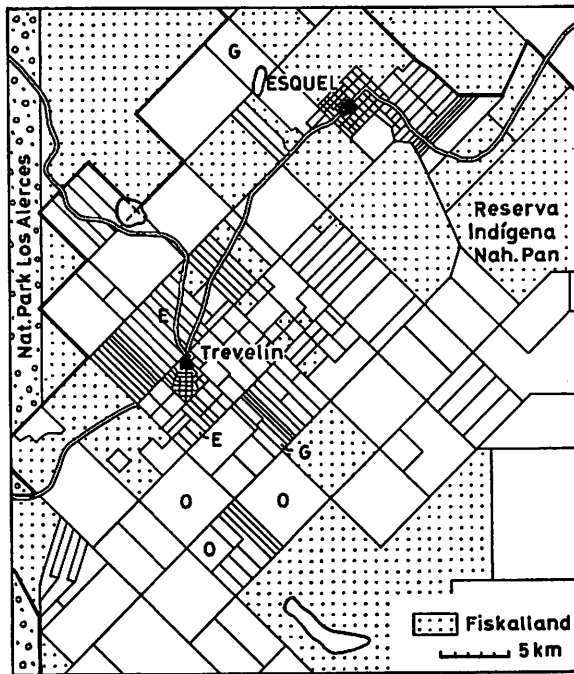 G
ESQUEL
Nat. Park Los Alerces
Reserva
Indígena
Nah. Pan
E
Trevelin
E
G
O
O
O
Fiskalland
5 km